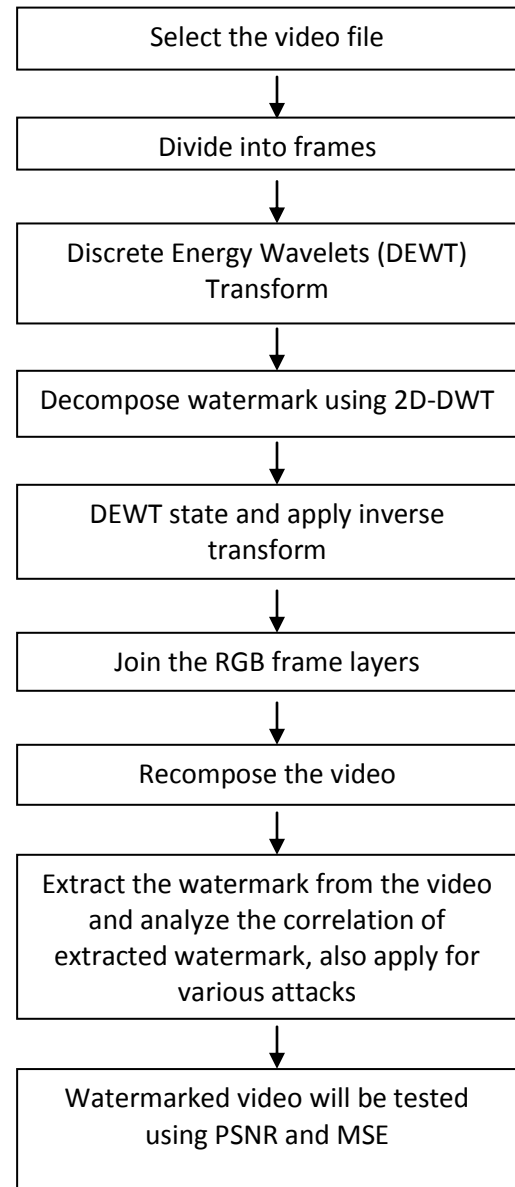 Select the video file
Divide into frames
Discrete Energy Wavelets (DEWT)
Transform
Decompose watermark using 2D-DWT
DEWT state and apply inverse
transform
Join the RGB frame layers
Recompose the video
Extract the watermark from the video
and analyze the correlation of
extracted watermark, also apply for
various attacks
Watermarked video will be tested
using PSNR and MSE